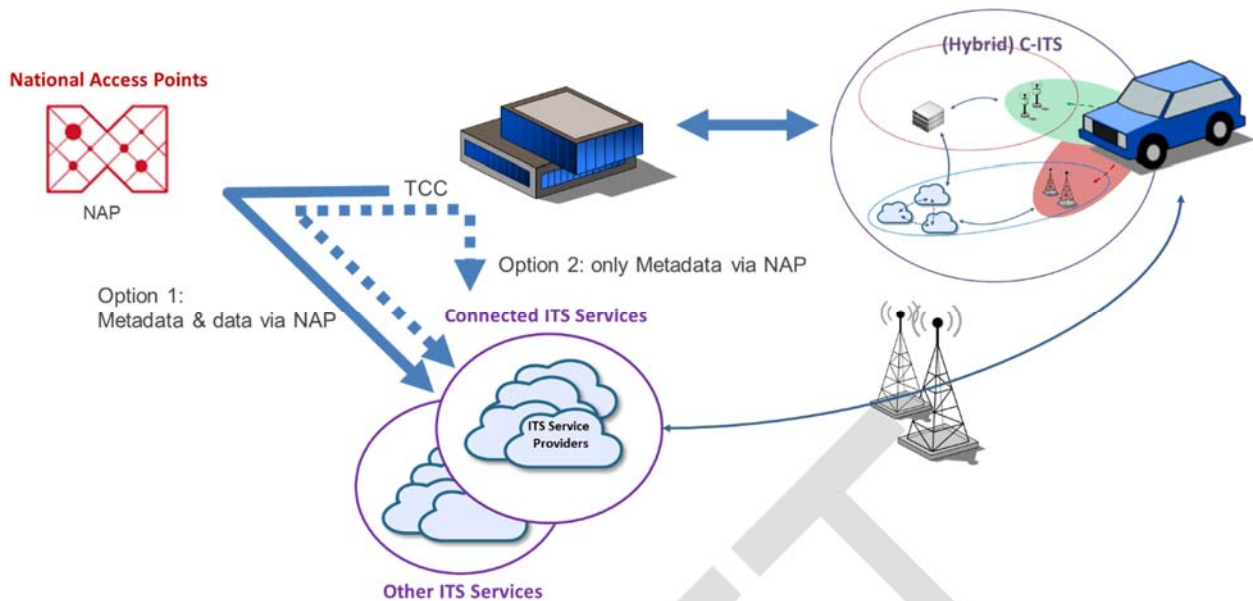 (Hybrid) C-ITS
National Access Points
NAP
TCC
Option 2: only Metadata via NAP
Option 1:
Metadata & data via NAP
Connected ITS Services
ITS Service
Providers
Other ITS Services